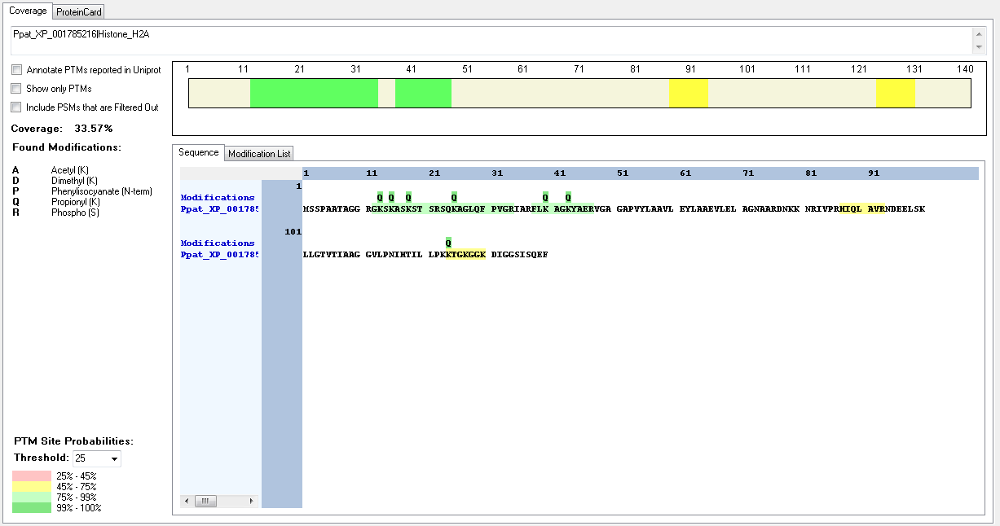 Coverage ProteinCard
Ppat_XP_001785216|Histone_H2A
Annotate PTMs reported in Uniprot
Show only PTMs
Include PSMs that are Filtered Out
Coverage: 33.57%
Found Modifications:
A Acetyl (K)
D Dimethyl (K)
P Phenylisocyanate (N-term)
Q Propionyl (K)
R Phospho (S)
1 11 21 31 41 51 61 71 81 91 101 111 121 131 140
Sequence Modification List
1 11 21 31 41 51 61 71 81 91
1
Modifications Q Q Q Q Q Q
Ppat_XP_001785 MSSPAATAGG RGKSKASKST SRSQKAGLQF PVGRIARFLK AGKYAERVGA GAPVYLAAVL EYLAAEVLEL AGNAARDNKK NRIVPRHIQL AVRNDEELSK
101
Modifications Q
Ppat_XP_001785 LLGTVTIAAG GVLPNIHTIL LPKKTGKGGK DIGGSISQEF
PTM Site Probabilities:
Threshold: 25
25% - 45%
45% - 75%
75% - 99%
99% - 100%